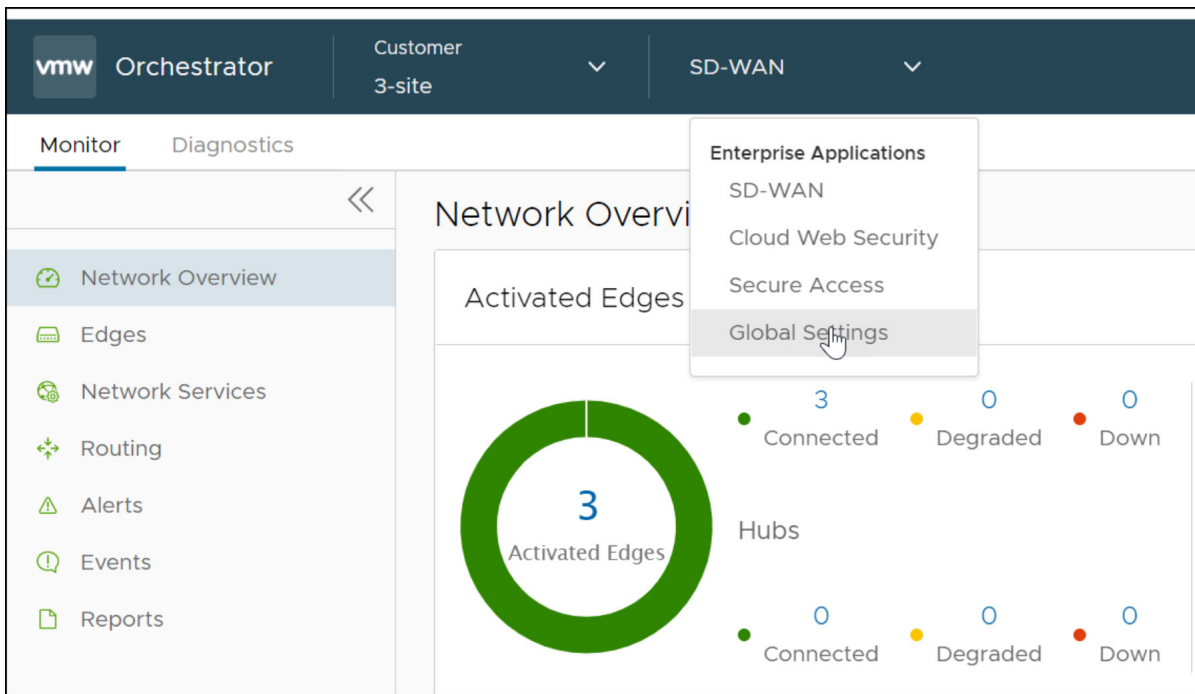 vmw Orchestrator
Customer
3-site
SD-WAN
Monitor
Diagnostics
Enterprise Applications
SD-WAN
Cloud Web Security
Secure Access
Global Settings
Network Overvi
Activated Edges
Network Overview
Edges
Network Services
Routing
Alerts
Events
Reports
3
Activated Edges
3 0 0
Connected Degraded Down
Hubs
0 0 0
Connected Degraded Down